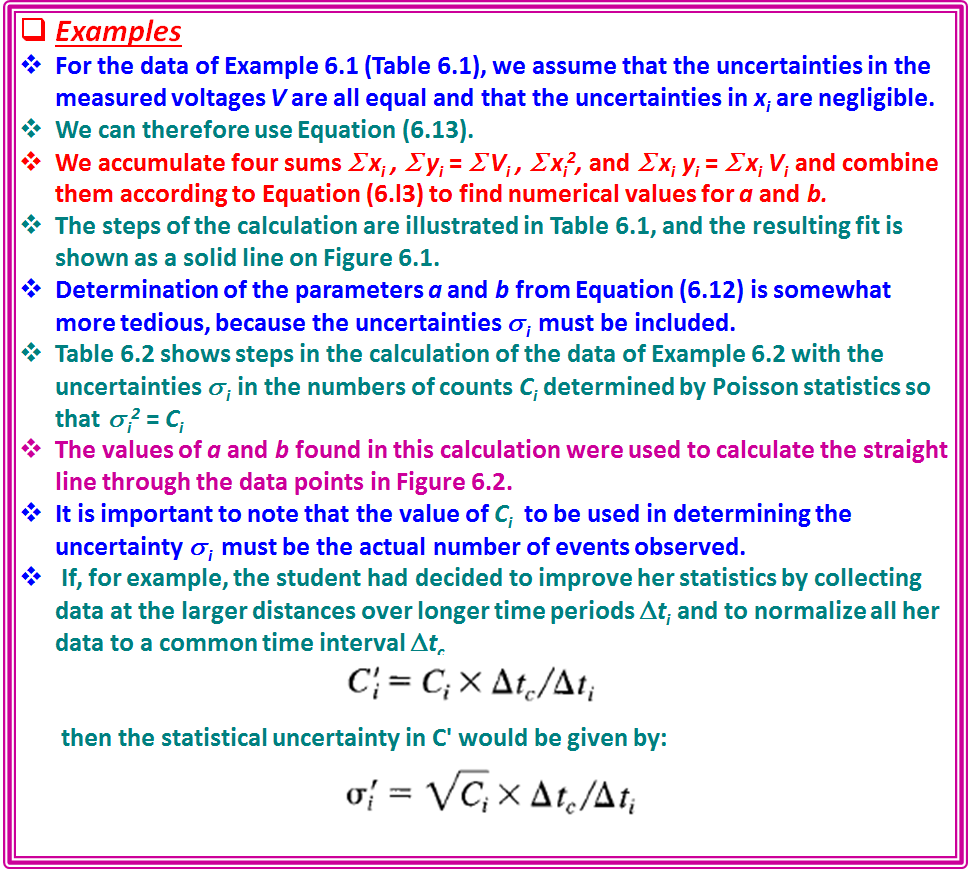 ❑ Examples
❖ For the data of Example 6.1 (Table 6.1), we assume that the uncertainties in the
measured voltages V are all equal and that the uncertainties in xᵢ are negligible.
❖ We can therefore use Equation (6.13).
❖ We accumulate four sums Σxᵢ , Σyᵢ = ΣVᵢ , Σxᵢ², and Σxᵢ yᵢ = Σxᵢ Vᵢ and combine
them according to Equation (6.l3) to find numerical values for a and b.
❖ The steps of the calculation are illustrated in Table 6.1, and the resulting fit is
shown as a solid line on Figure 6.1.
❖ Determination of the parameters a and b from Equation (6.12) is somewhat
more tedious, because the uncertainties σᵢ must be included.
❖ Table 6.2 shows steps in the calculation of the data of Example 6.2 with the
uncertainties σᵢ in the numbers of counts Cᵢ determined by Poisson statistics so
that σᵢ² = Cᵢ
❖ The values of a and b found in this calculation were used to calculate the straight
line through the data points in Figure 6.2.
❖ It is important to note that the value of Cᵢ to be used in determining the
uncertainty σᵢ must be the actual number of events observed.
❖ If, for example, the student had decided to improve her statistics by collecting
data at the larger distances over longer time periods Δtᵢ and to normalize all her
data to a common time interval Δt꜀
C′ᵢ = Cᵢ × Δt꜀/Δtᵢ
then the statistical uncertainty in C' would be given by:
σᵢ′ = √Cᵢ × Δt꜀/Δtᵢ